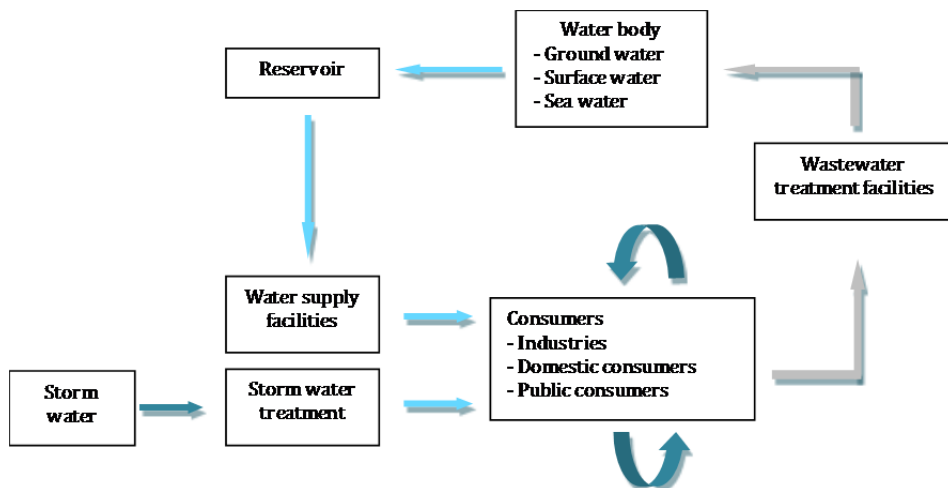 Water body
- Ground water
- Surface water
- Sea water
Reservoir
Wastewater
treatment facilities
Water supply
facilities
Consumers
- Industries
- Domestic consumers
- Public consumers
Storm
water
Storm water
treatment